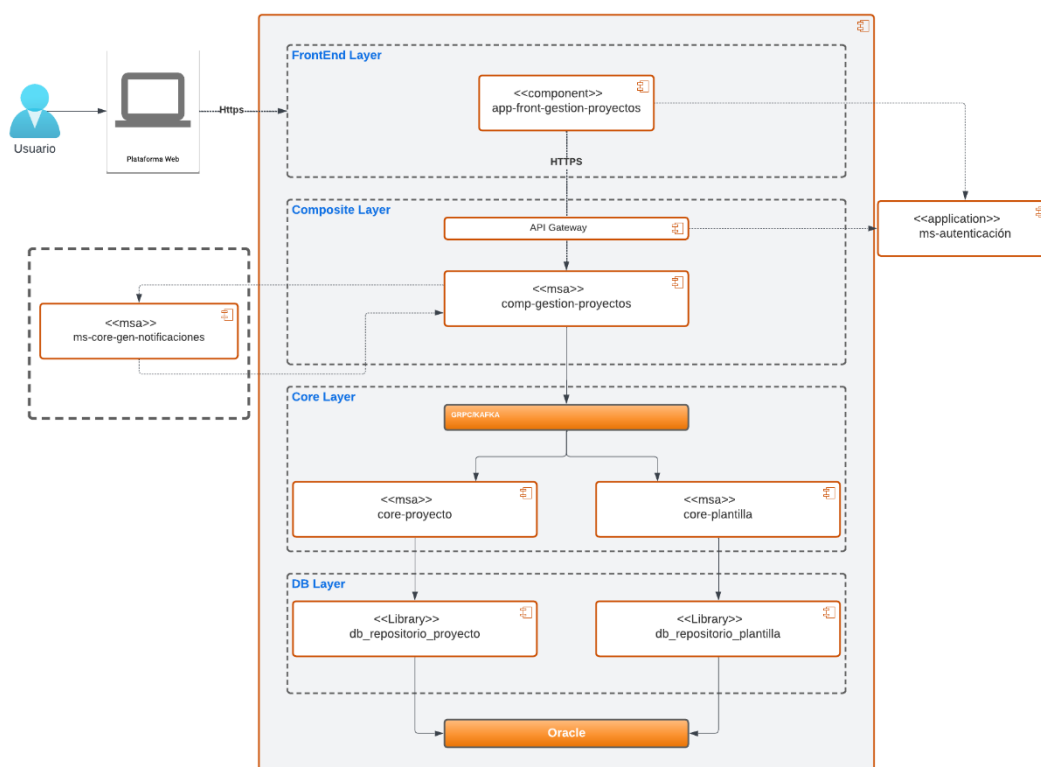 FrontEnd Layer
<<component>>
app-front-gestion-proyectos
Usuario
Plataforma Web
Https
HTTPS
Composite Layer
API Gateway
<<application>>
ms-autenticación
<<msa>>
comp-gestion-proyectos
<<msa>>
ms-core-gen-notificaciones
Core Layer
GRPC/KAFKA
<<msa>>
core-proyecto
<<msa>>
core-plantilla
DB Layer
<<Library>>
db_repositorio_proyecto
<<Library>>
db_repositorio_plantilla
Oracle